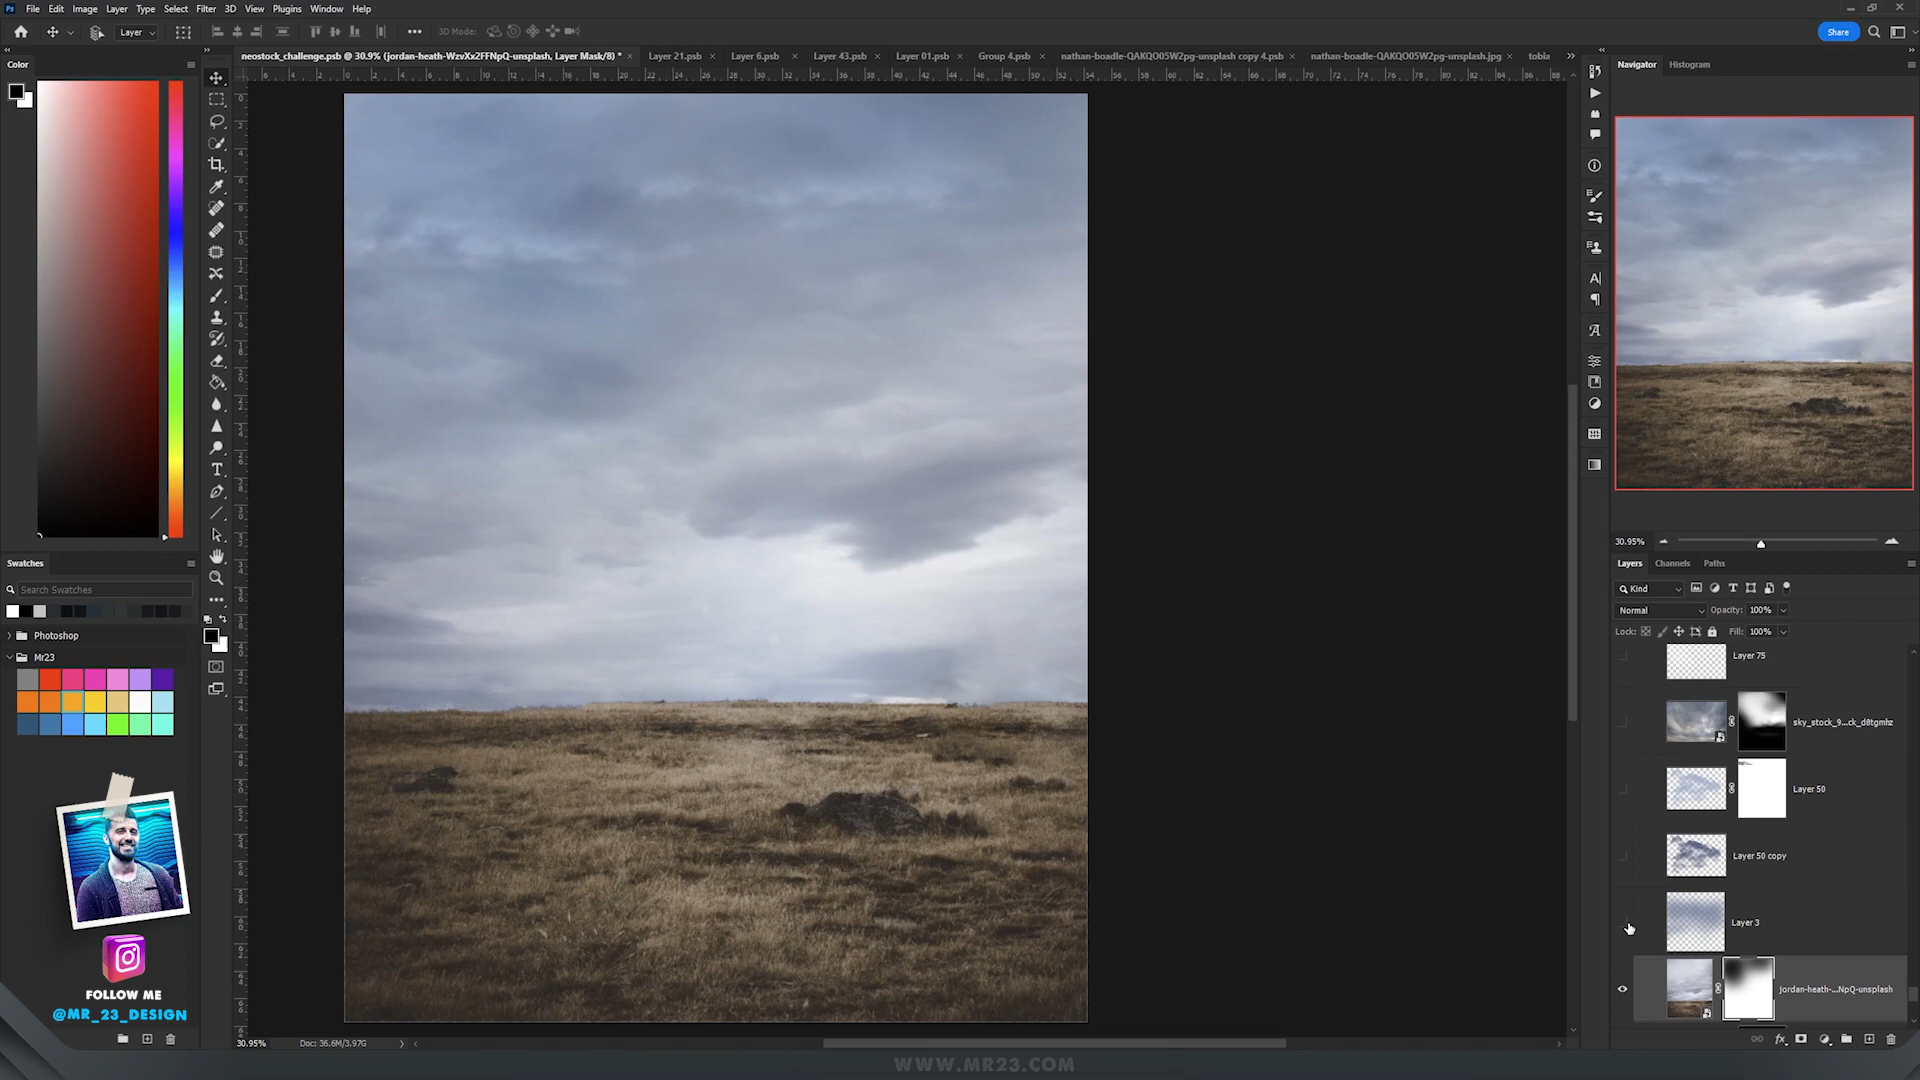 Ps File Edit Image Layer Type Select Filter 3D View Plugins Window Help
Layer 3D Mode: Share
neostock_challenge.psb @ 30.9% (jordan-heath-WzvXx2FFNpQ-unsplash, Layer Mask/8) * Layer 21.psb Layer 6.psb Layer 43.psb Layer 01.psb Group 4.psb nathan-boadle-QAKQO05W2pg-unsplash copy 4.psb nathan-boadle-QAKQO05W2pg-unsplash.jpg tobia
Color
Navigator Histogram
30.95%
Swatches
Search Swatches
Photoshop
Mr23
Layers Channels Paths
Kind
Normal Opacity: 100%
Lock: Fill: 100%
Layer 75
sky_stock_9...ck_d8tgmhz
Layer 50
Layer 50 copy
Layer 3
jordan-heath-...NpQ-unsplash
FOLLOW ME
@MR_23_DESIGN
30.95% Doc: 36.6M/3.97G
WWW.MR23.COM